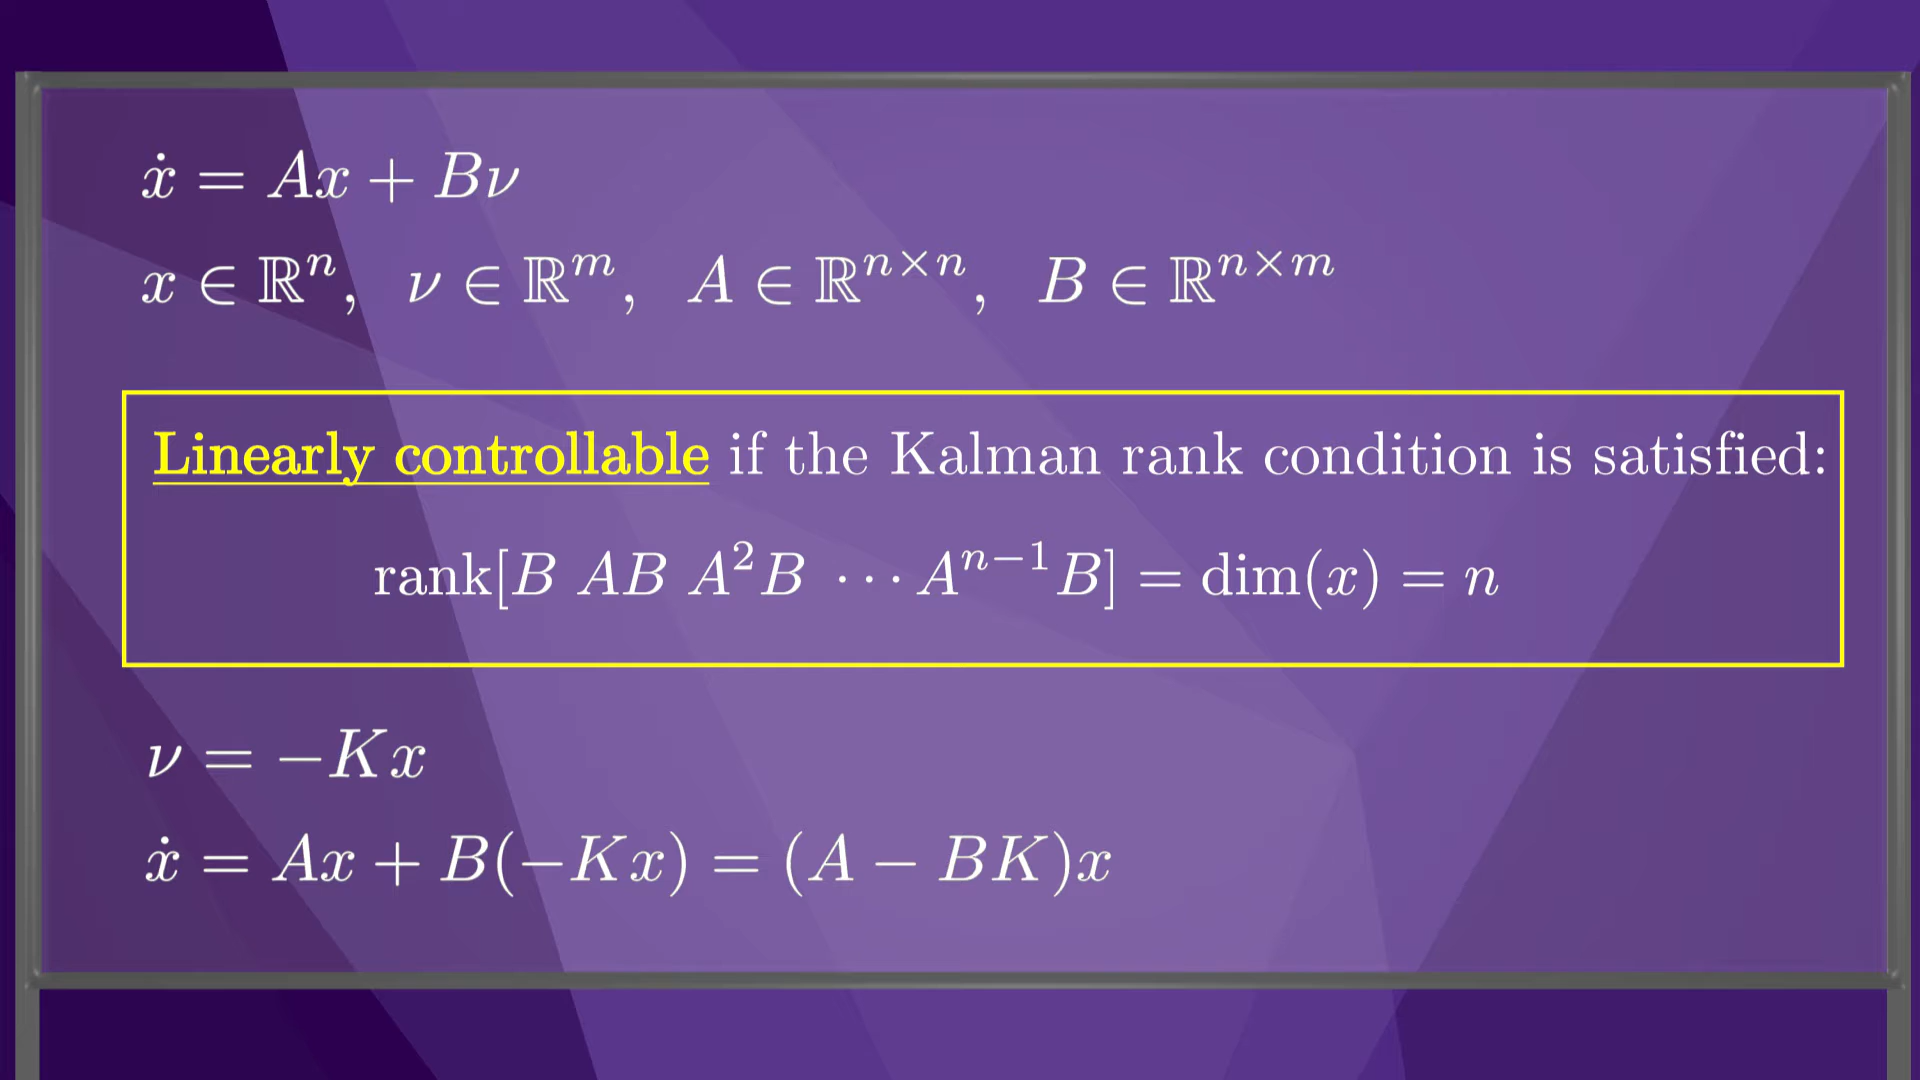 ẋ = Ax + Bν
x ∈ ℝⁿ, ν ∈ ℝᵐ, A ∈ ℝⁿˣⁿ, B ∈ ℝⁿˣᵐ
Linearly controllable if the Kalman rank condition is satisfied:
rank[B AB A²B ⋯ Aⁿ⁻¹B] = dim(x) = n
ν = −Kx
ẋ = Ax + B(−Kx) = (A − BK)x